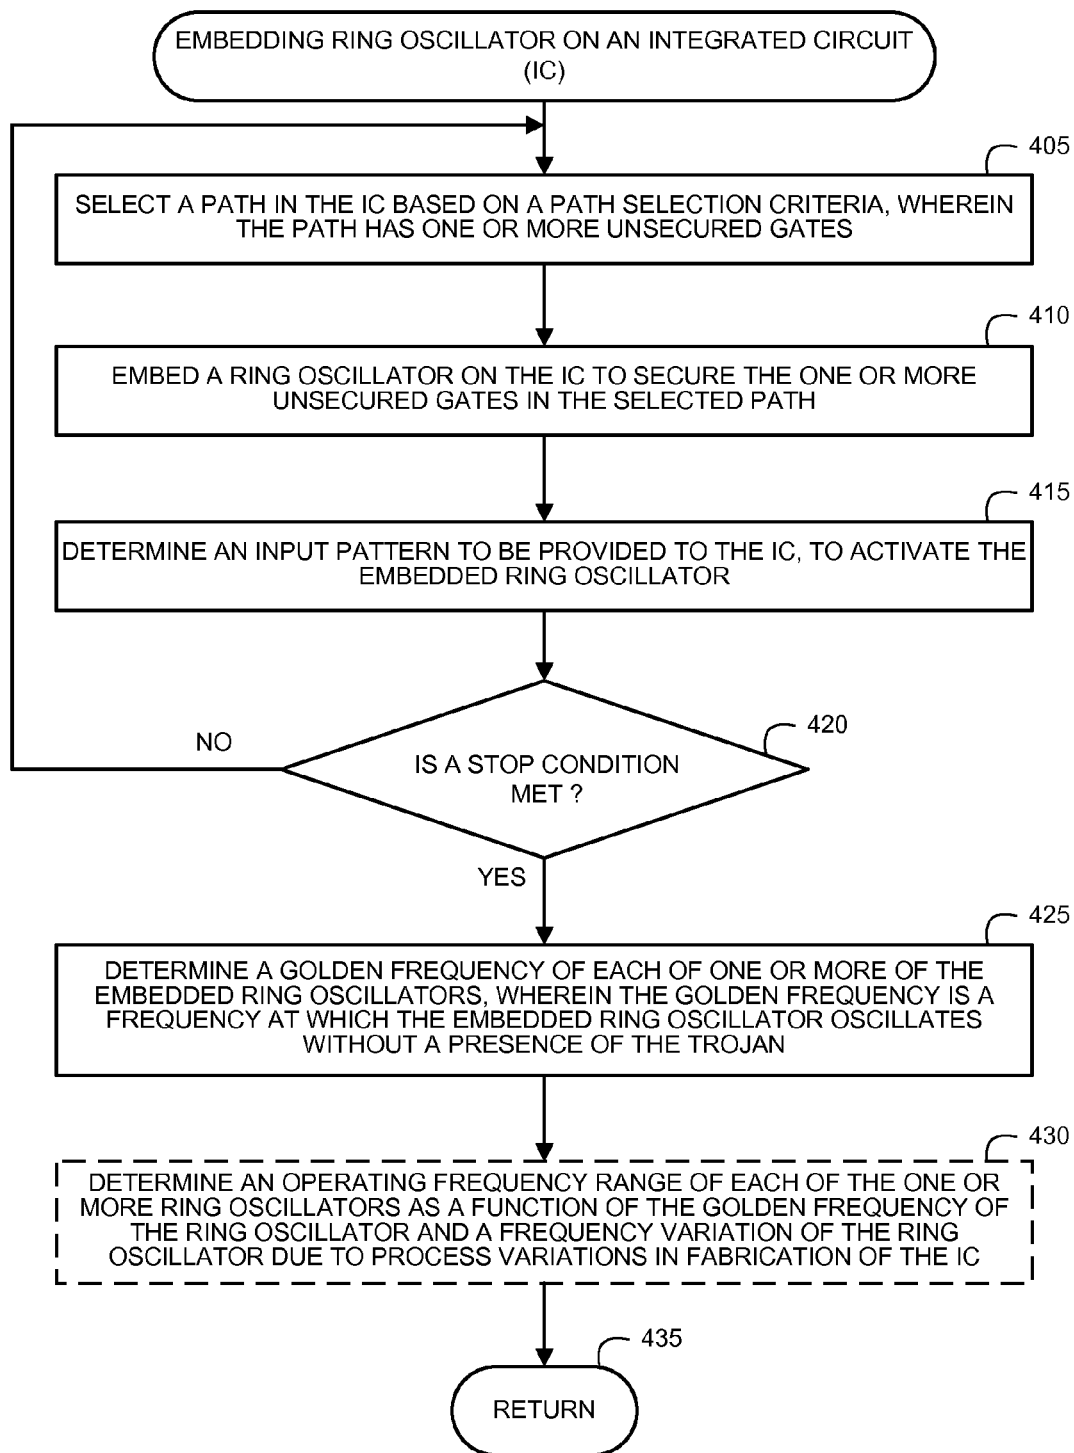 EMBEDDING RING OSCILLATOR ON AN INTEGRATED CIRCUIT
(IC)
405
SELECT A PATH IN THE IC BASED ON A PATH SELECTION CRITERIA, WHEREIN
THE PATH HAS ONE OR MORE UNSECURED GATES
410
EMBED A RING OSCILLATOR ON THE IC TO SECURE THE ONE OR MORE
UNSECURED GATES IN THE SELECTED PATH
415
DETERMINE AN INPUT PATTERN TO BE PROVIDED TO THE IC, TO ACTIVATE THE
EMBEDDED RING OSCILLATOR
420
NO
IS A STOP CONDITION
MET ?
YES
425
DETERMINE A GOLDEN FREQUENCY OF EACH OF ONE OR MORE OF THE
EMBEDDED RING OSCILLATORS, WHEREIN THE GOLDEN FREQUENCY IS A
FREQUENCY AT WHICH THE EMBEDDED RING OSCILLATOR OSCILLATES
WITHOUT A PRESENCE OF THE TROJAN
430
DETERMINE AN OPERATING FREQUENCY RANGE OF EACH OF THE ONE OR
MORE RING OSCILLATORS AS A FUNCTION OF THE GOLDEN FREQUENCY OF
THE RING OSCILLATOR AND A FREQUENCY VARIATION OF THE RING
OSCILLATOR DUE TO PROCESS VARIATIONS IN FABRICATION OF THE IC
435
RETURN